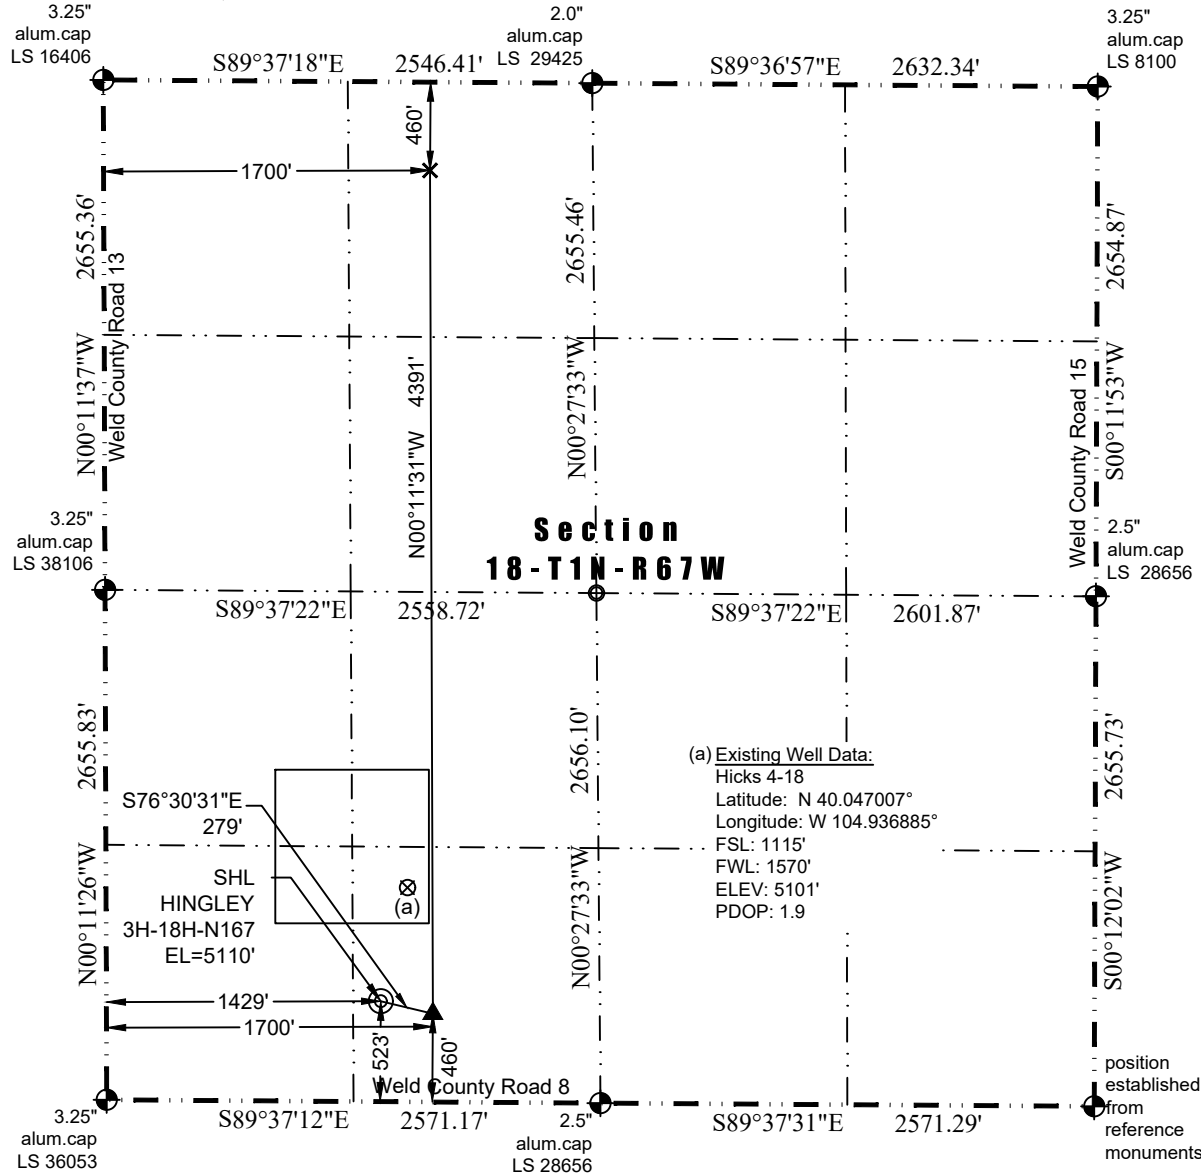 3.25"
alum.cap
LS 16406
2.0"
alum.cap
LS 29425
3.25"
alum.cap
LS 8100
S89°37'18"E 2546.41'
S89°36'57"E 2632.34'
460'
1700'
2655.36'
Weld County Road 13
N00°11'37"W
N00°11'31"W 4391'
2655.46'
N00°27'33"W
2654.87'
Weld County Road 15
S00°11'53"W
3.25"
alum.cap
LS 38106
Section
18-T1N-R67W
2.5"
alum.cap
LS 28656
S89°37'22"E 2558.72'
S89°37'22"E 2601.87'
2655.83'
N00°11'26"W
2656.10'
N00°27'33"W
2655.73'
S00°12'02"W
(a) Existing Well Data:
Hicks 4-18
Latitude: N 40.047007°
Longitude: W 104.936885°
FSL: 1115'
FWL: 1570'
ELEV: 5101'
PDOP: 1.9
S76°30'31"E
279'
SHL
HINGLEY
3H-18H-N167
EL=5110'
(a)
1429'
1700'
523'
460'
Weld County Road 8
S89°37'12"E 2571.17'
S89°37'31"E 2571.29'
3.25"
alum.cap
LS 36053
2.5"
alum.cap
LS 28656
position
established
from
reference
monuments